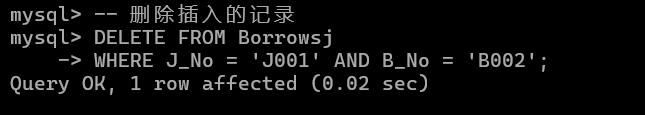 mysql> -- 删除插入的记录
mysql> DELETE FROM Borrowsj
    -> WHERE J_No = 'J001' AND B_No = 'B002';
Query OK, 1 row affected (0.02 sec)